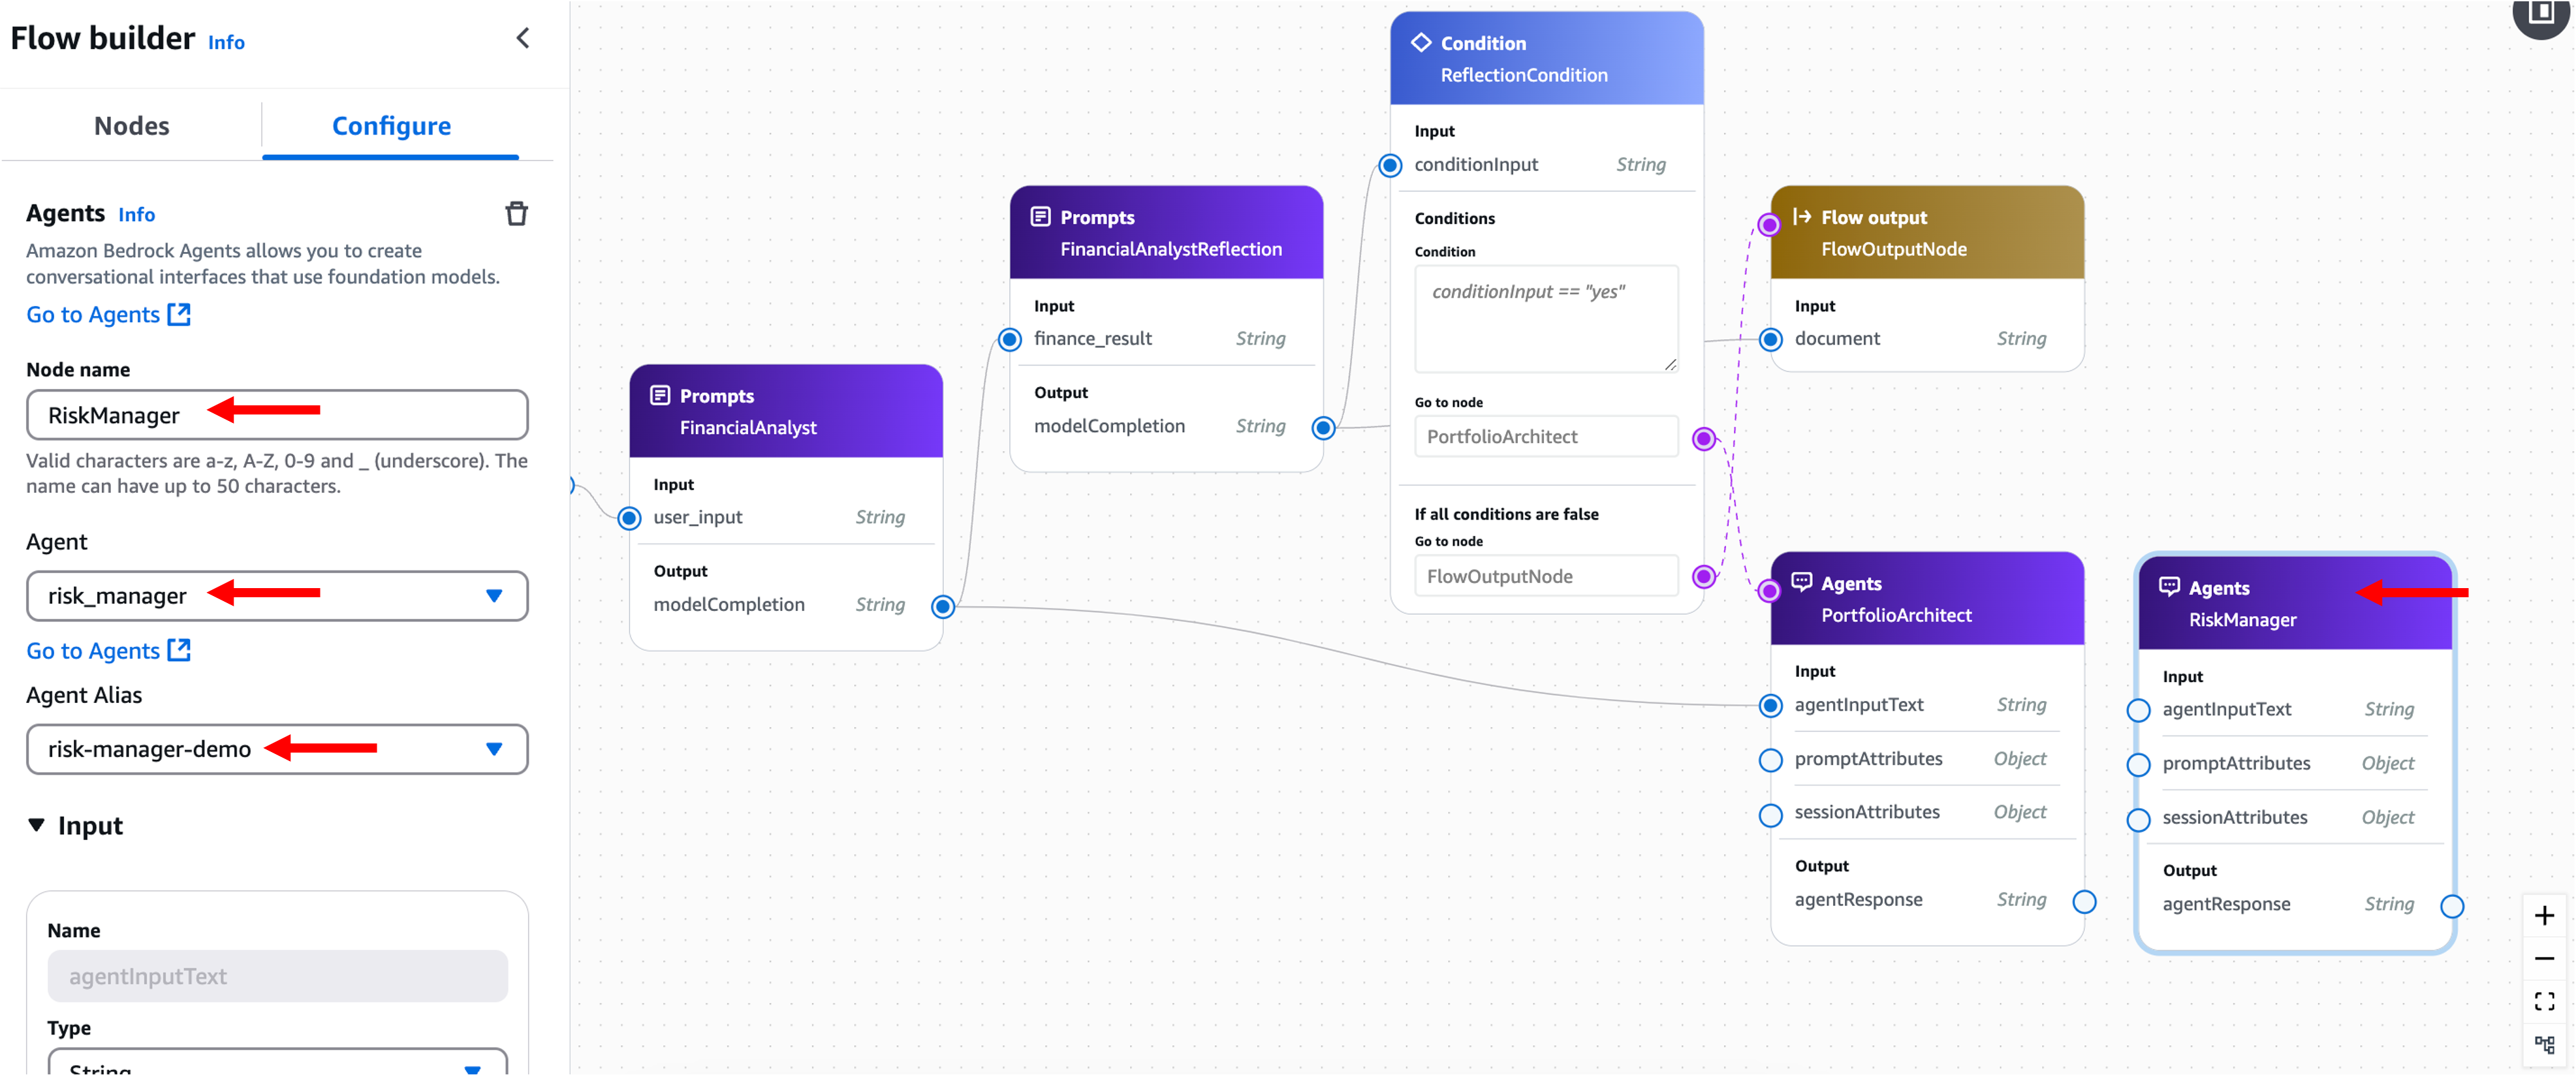 Flow builder Info
Nodes
Configure
Agents Info
Amazon Bedrock Agents allows you to create
conversational interfaces that use foundation models.
Go to Agents
Node name
RiskManager
Valid characters are a-z, A-Z, 0-9 and _ (underscore). The
name can have up to 50 characters.
Agent
risk_manager
Go to Agents
Agent Alias
risk-manager-demo
Input
Name
agentInputText
Type
String
Prompts
FinancialAnalyst
Input
user_input String
Output
modelCompletion String
Prompts
FinancialAnalystReflection
Input
finance_result String
Output
modelCompletion String
Condition
ReflectionCondition
Input
conditionInput String
Conditions
Condition
conditionInput == "yes"
Go to node
PortfolioArchitect
If all conditions are false
Go to node
FlowOutputNode
Flow output
FlowOutputNode
Input
document String
Agents
PortfolioArchitect
Input
agentInputText String
promptAttributes Object
sessionAttributes Object
Output
agentResponse String
Agents
RiskManager
Input
agentInputText String
promptAttributes Object
sessionAttributes Object
Output
agentResponse String